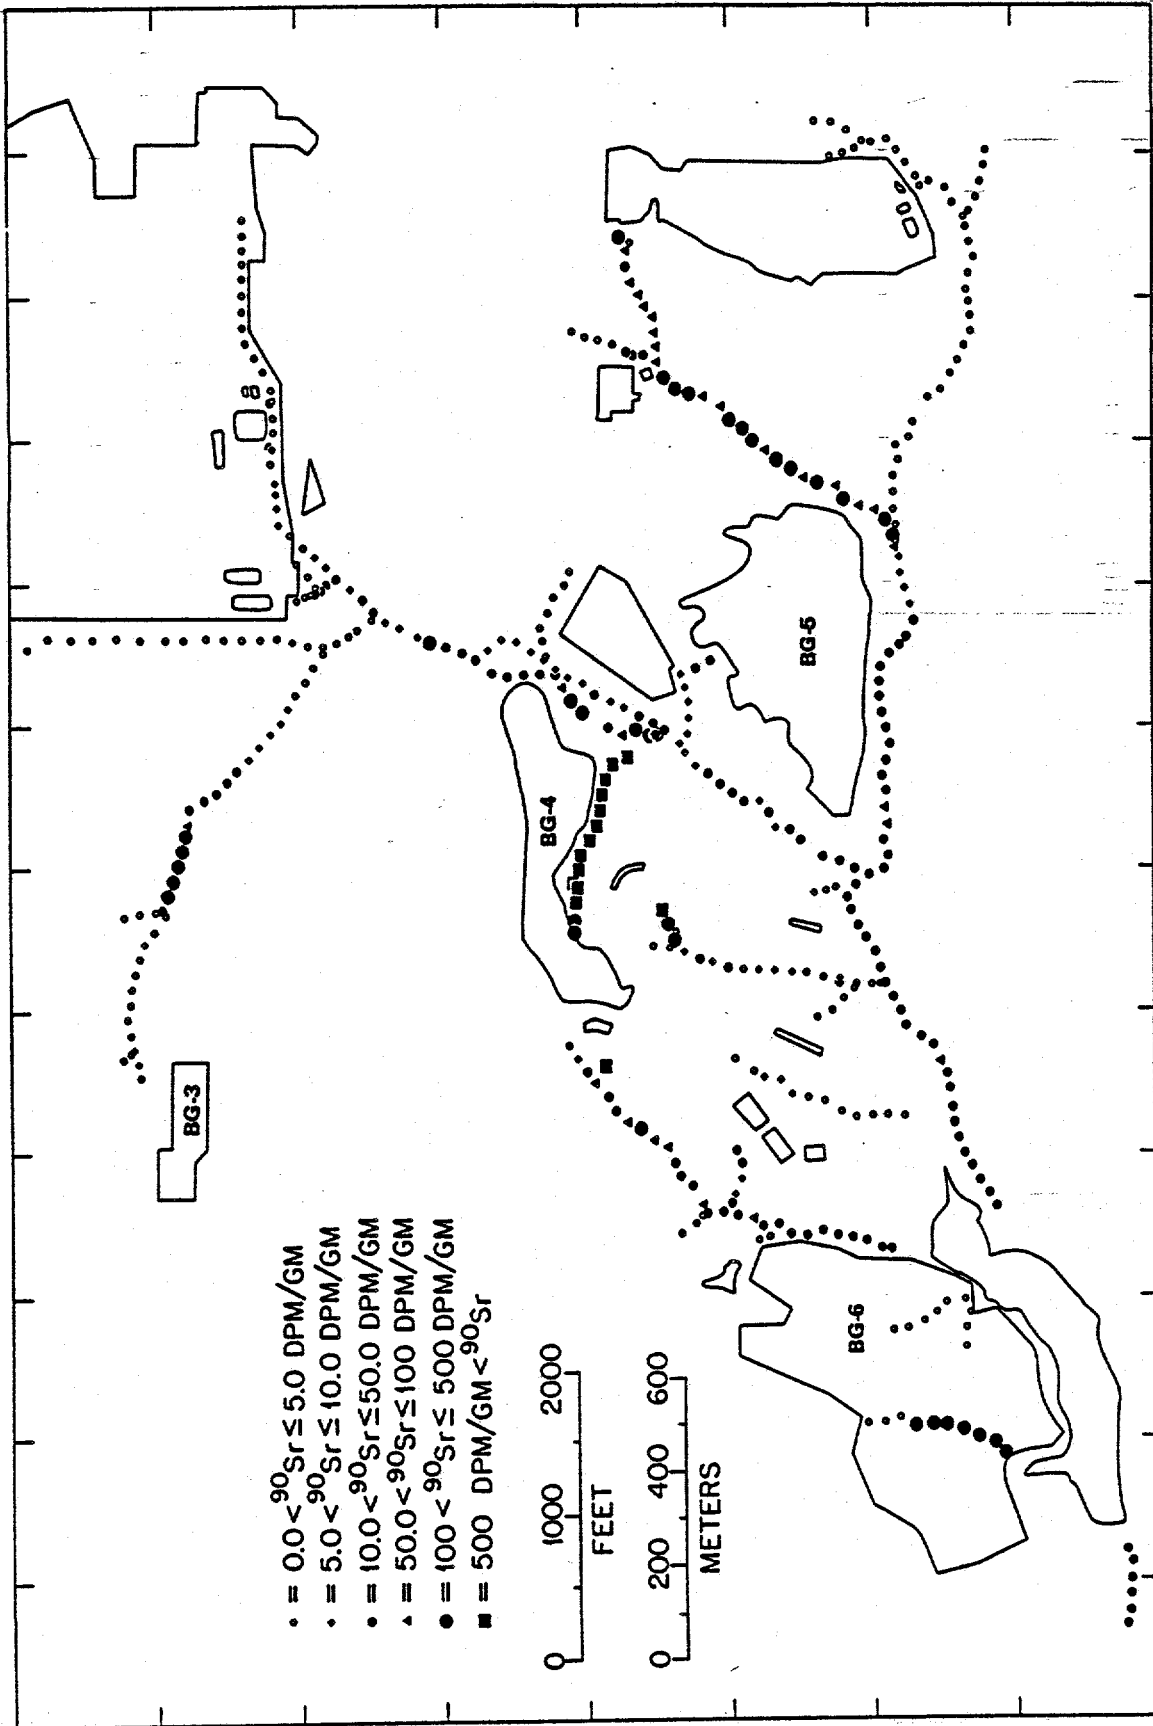 ◦ = 0.0 < ⁹⁰Sr ≤ 5.0 DPM/GM
⬩ = 5.0 < ⁹⁰Sr ≤ 10.0 DPM/GM
• = 10.0 < ⁹⁰Sr ≤ 50.0 DPM/GM
▲ = 50.0 < ⁹⁰Sr ≤ 100 DPM/GM
● = 100 < ⁹⁰Sr ≤ 500 DPM/GM
■ = 500 DPM/GM < ⁹⁰Sr
0 1000 2000
FEET
0 200 400 600
METERS
BG-3
BG-4
BG-5
BG-6